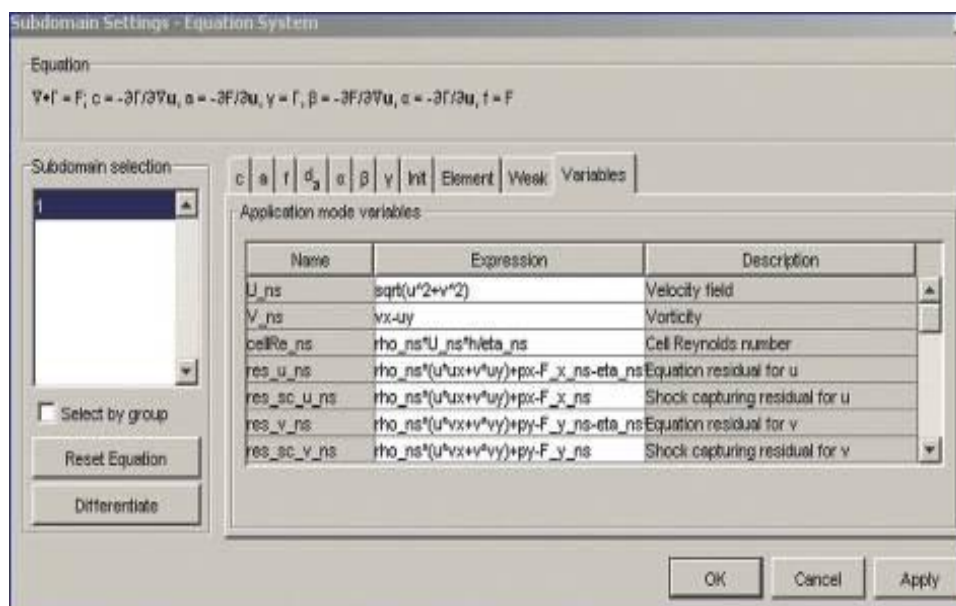 Subdomain Settings - Equation System
Equation
∇•Γ = F; c = -∂Γ/∂∇u, a = -∂F/∂u, γ = Γ, β = -∂F/∂∇u, α = -∂Γ/∂u, f = F
Subdomain selection
1
Select by group
Reset Equation
Differentiate
c a f da α β γ Init Element Weak Variables
Application mode variables
Name Expression Description
U_ns sqrt(u^2+v^2) Velocity field
V_ns vx-uy Vorticity
cellRe_ns rho_ns*U_ns*h/eta_ns Cell Reynolds number
res_u_ns rho_ns*(u*ux+v*uy)+px-F_x_ns-eta_ns Equation residual for u
res_sc_u_ns rho_ns*(u*ux+v*uy)+px-F_x_ns Shock capturing residual for u
res_v_ns rho_ns*(u*vx+v*vy)+py-F_y_ns-eta_ns Equation residual for v
res_sc_v_ns rho_ns*(u*vx+v*vy)+py-F_y_ns Shock capturing residual for v
OK Cancel Apply